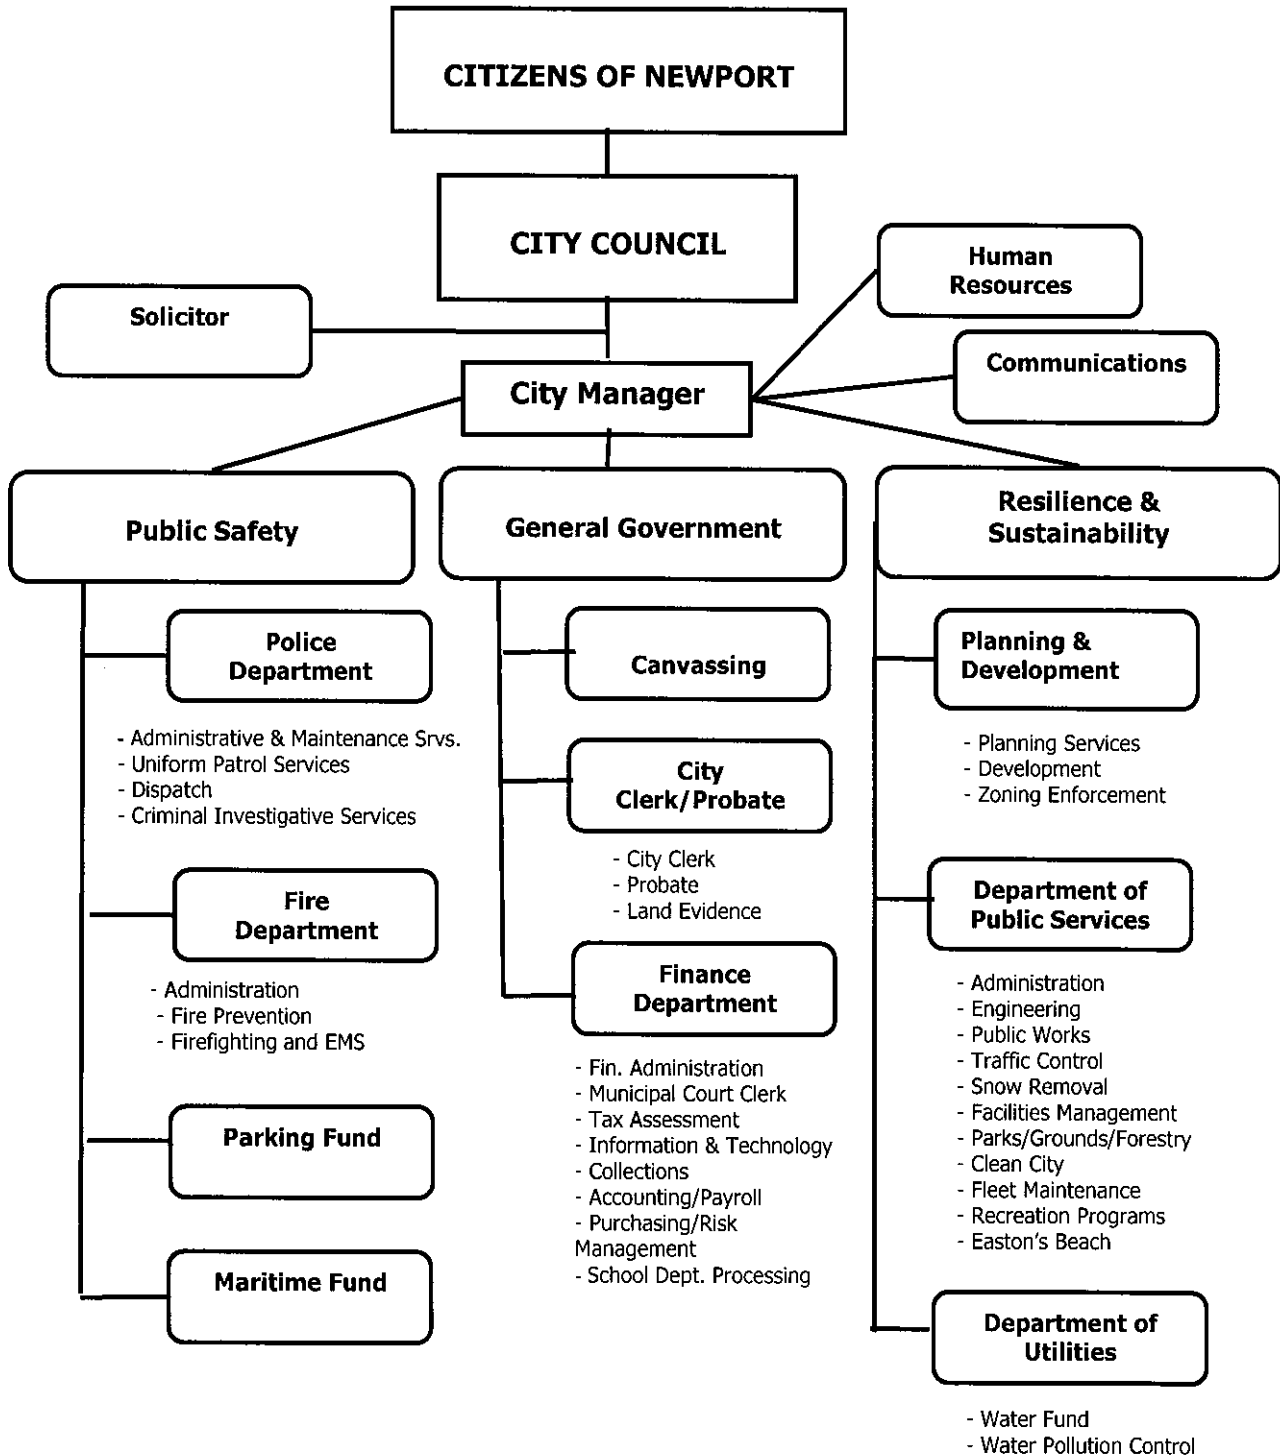 CITIZENS OF NEWPORT
CITY COUNCIL
Human
Resources
Solicitor
Communications
City Manager
Public Safety
General Government
Resilience &
Sustainability
Police
Department
- Administrative & Maintenance Srvs.
- Uniform Patrol Services
- Dispatch
- Criminal Investigative Services
Fire
Department
- Administration
- Fire Prevention
- Firefighting and EMS
Parking Fund
Maritime Fund
Canvassing
City
Clerk/Probate
- City Clerk
- Probate
- Land Evidence
Finance
Department
- Fin. Administration
- Municipal Court Clerk
- Tax Assessment
- Information & Technology
- Collections
- Accounting/Payroll
- Purchasing/Risk
Management
- School Dept. Processing
Planning &
Development
- Planning Services
- Development
- Zoning Enforcement
Department of
Public Services
- Administration
- Engineering
- Public Works
- Traffic Control
- Snow Removal
- Facilities Management
- Parks/Grounds/Forestry
- Clean City
- Fleet Maintenance
- Recreation Programs
- Easton's Beach
Department of
Utilities
- Water Fund
- Water Pollution Control